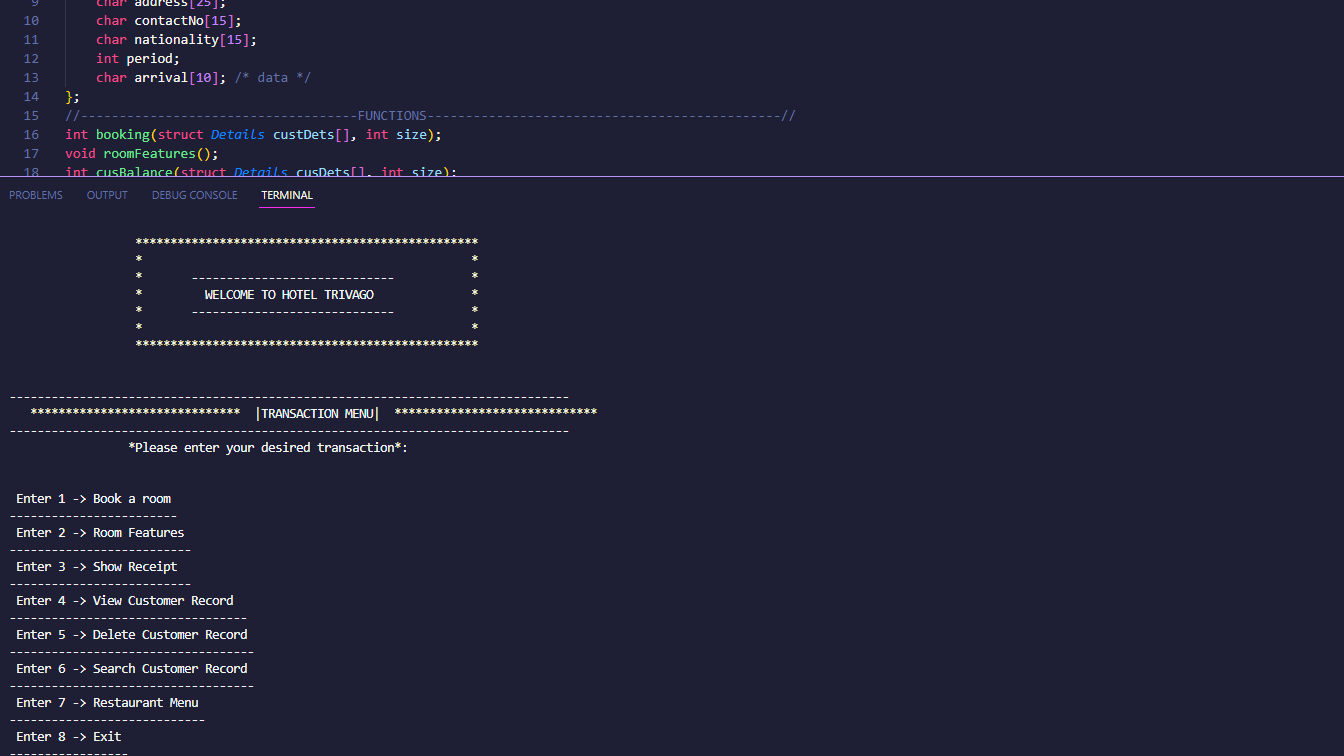 9 char address[25];
10 char contactNo[15];
11 char nationality[15];
12 int period;
13 char arrival[10]; /* data */
14 };
15 //------------------------------------FUNCTIONS----------------------------------------------//
16 int booking(struct Details custDets[], int size);
17 void roomFeatures();
18 int cusBalance(struct Details cusDets[], int size);
PROBLEMS OUTPUT DEBUG CONSOLE TERMINAL
*************************************************
* *
* ----------------------------- *
* WELCOME TO HOTEL TRIVAGO *
* ----------------------------- *
* *
*************************************************
--------------------------------------------------------------------------------
****************************** |TRANSACTION MENU| *****************************
--------------------------------------------------------------------------------
*Please enter your desired transaction*:
Enter 1 -> Book a room
------------------------
Enter 2 -> Room Features
--------------------------
Enter 3 -> Show Receipt
--------------------------
Enter 4 -> View Customer Record
----------------------------------
Enter 5 -> Delete Customer Record
-----------------------------------
Enter 6 -> Search Customer Record
-----------------------------------
Enter 7 -> Restaurant Menu
----------------------------
Enter 8 -> Exit
-----------------